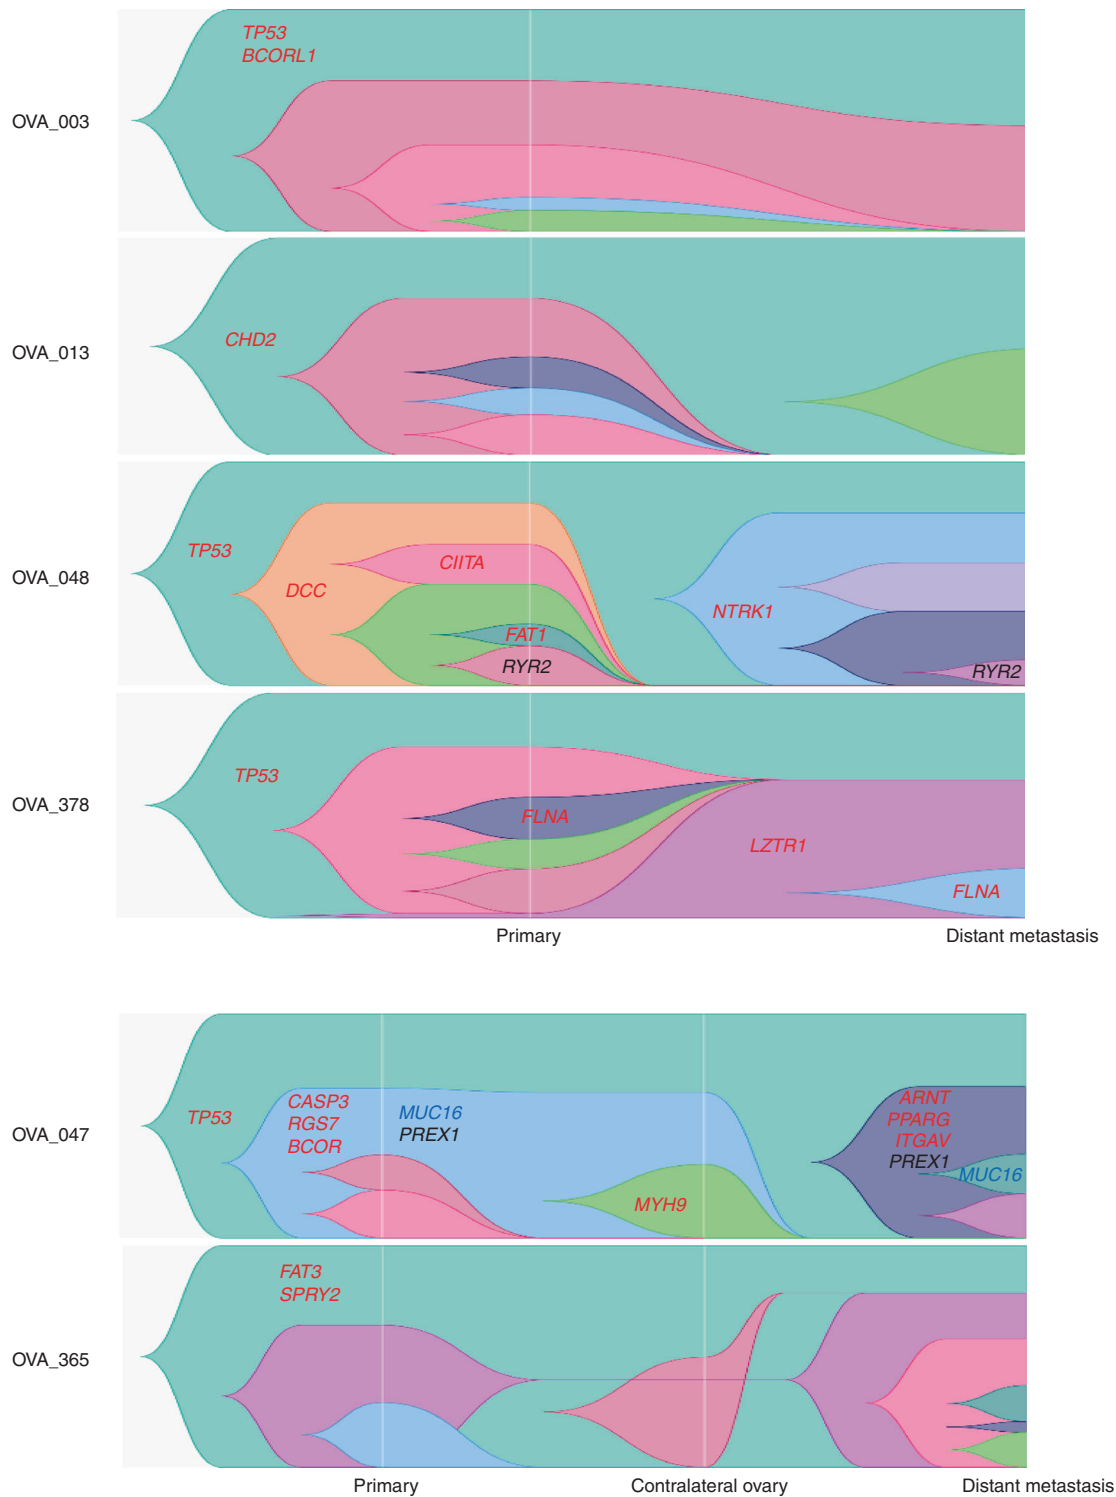 TP53
BCORL1
OVA_003
CHD2
OVA_013
TP53
DCC
CIITA
FAT1
RYR2
NTRK1
RYR2
OVA_048
TP53
FLNA
LZTR1
FLNA
OVA_378
Primary
Distant metastasis
TP53
CASP3
RGS7
BCOR
MUC16
PREX1
MYH9
ARNT
PPARG
ITGAV
PREX1
MUC16
OVA_047
FAT3
SPRY2
OVA_365
Primary
Contralateral ovary
Distant metastasis